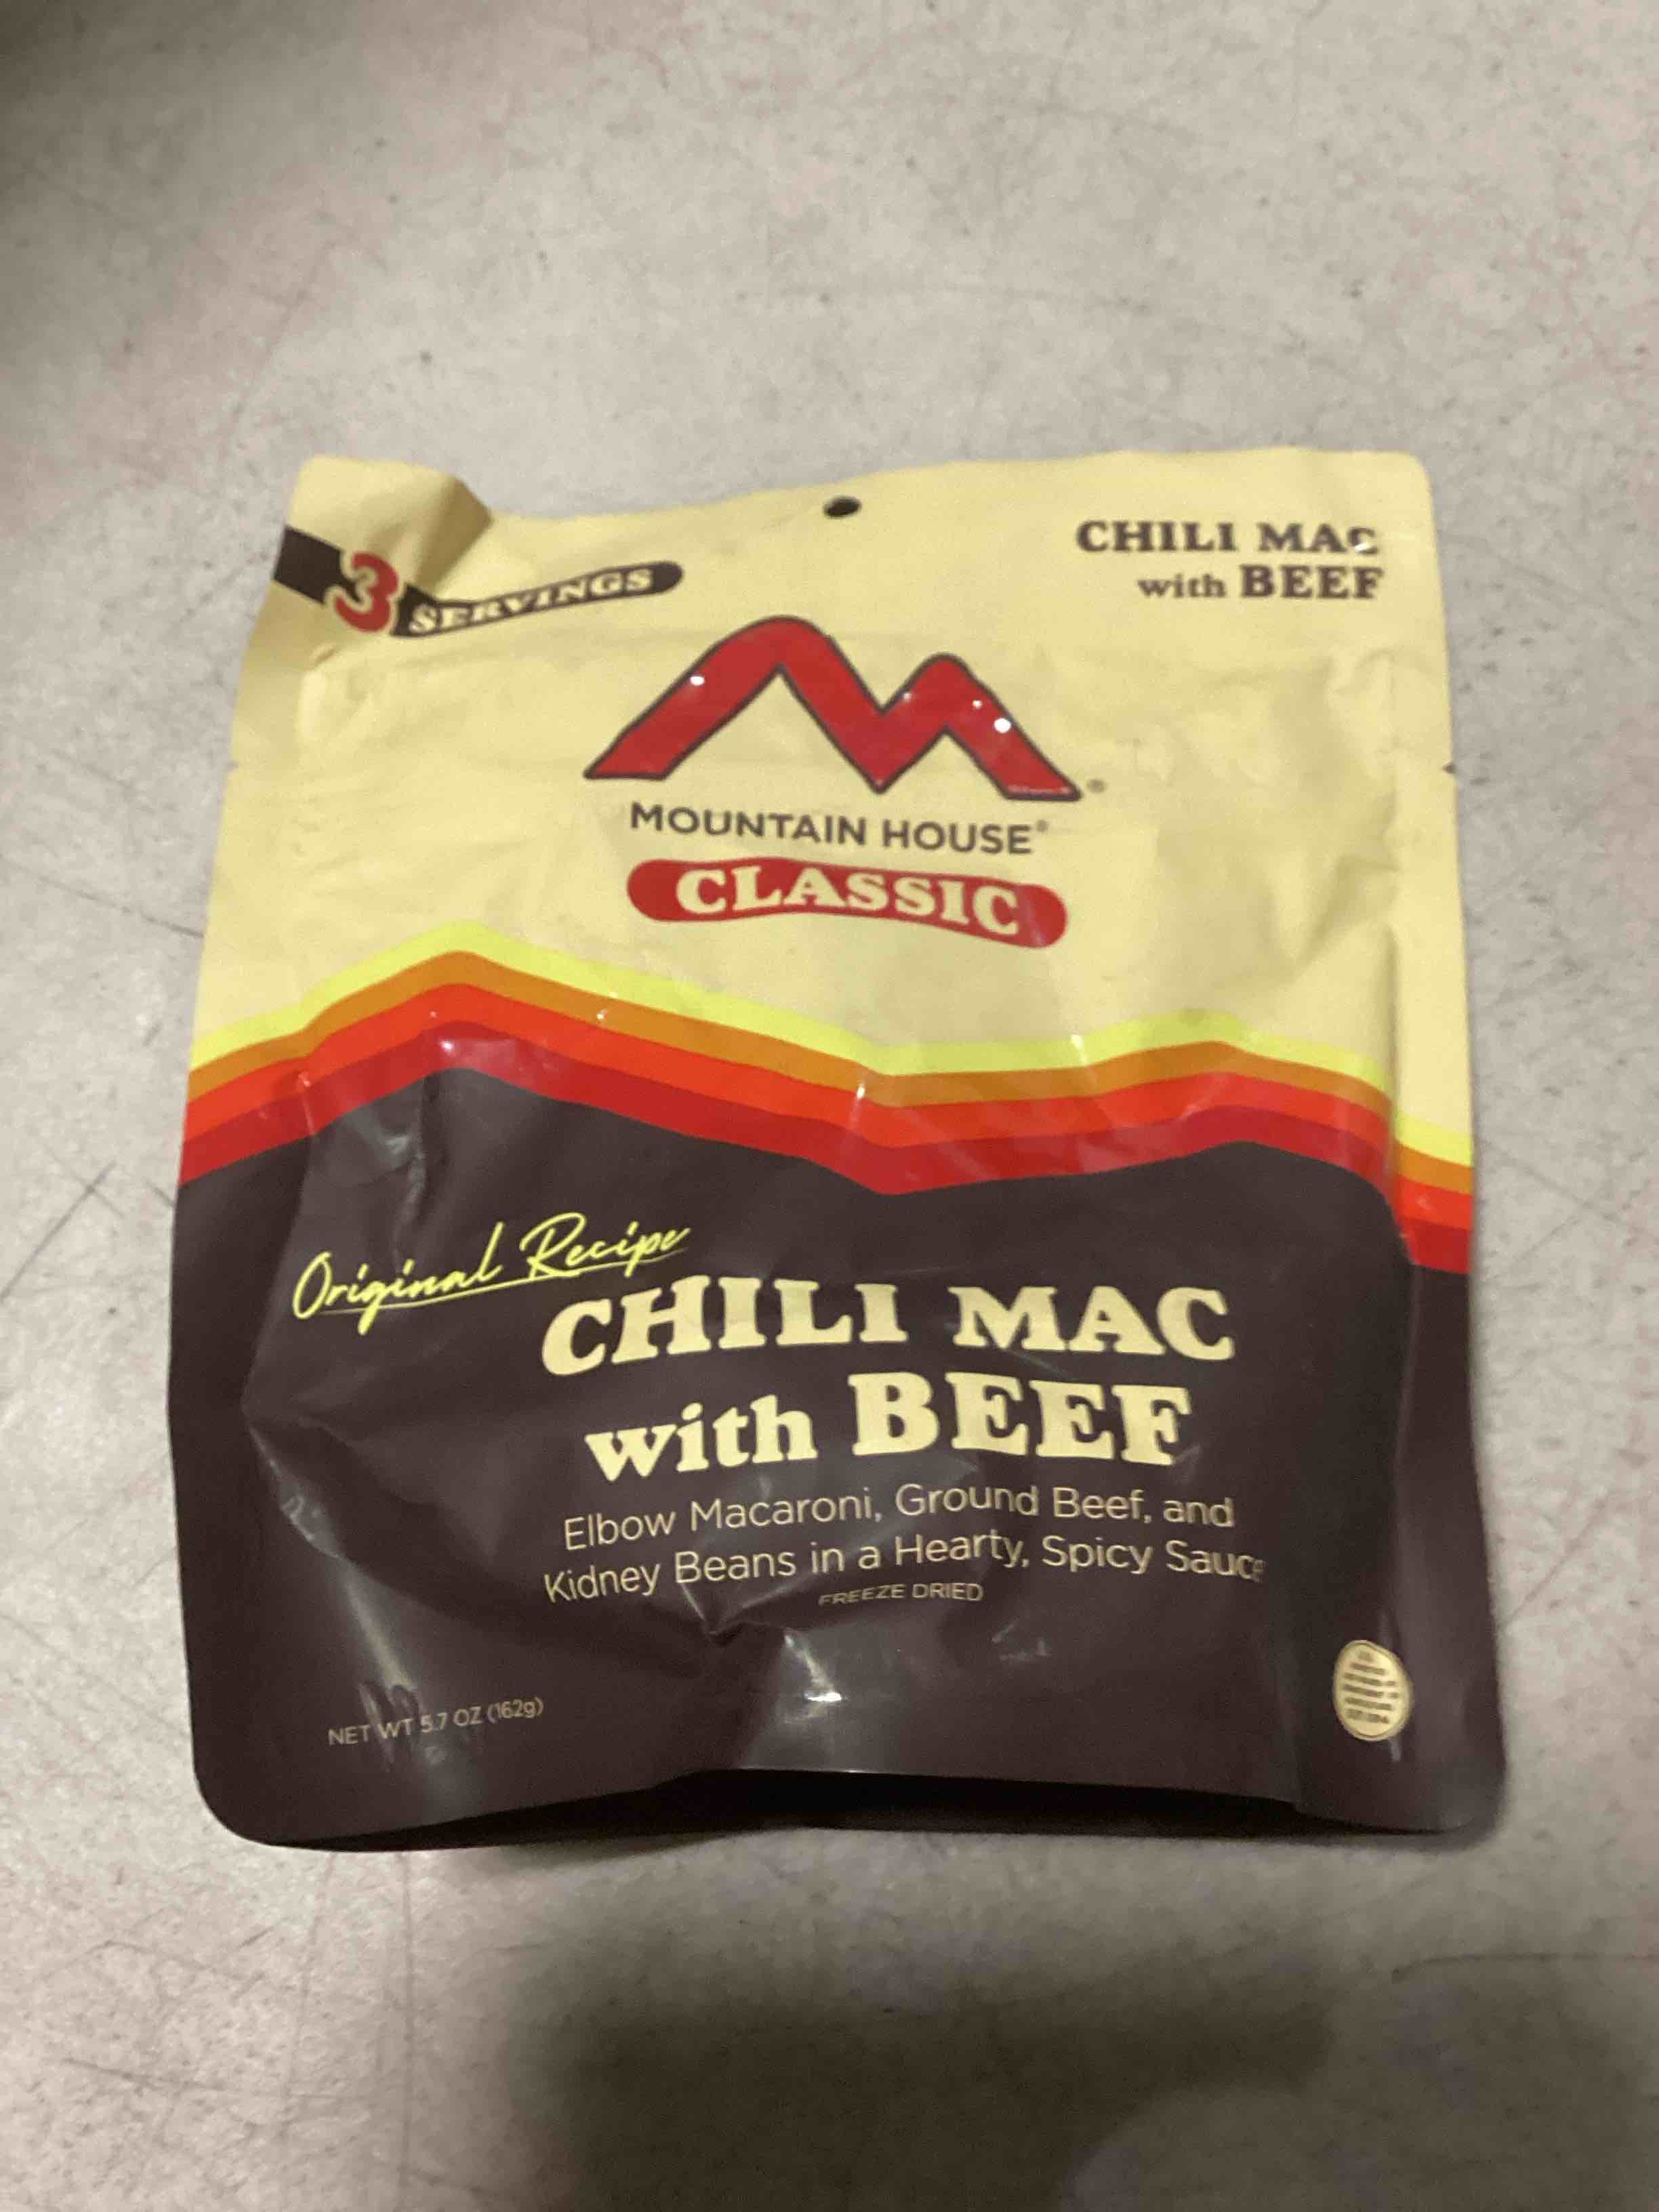 3 SERVINGS
CHILI MAC
with BEEF
MOUNTAIN HOUSE®
CLASSIC
Original Recipe
CHILI MAC
with BEEF
Elbow Macaroni, Ground Beef, and
Kidney Beans in a Hearty, Spicy Sauce
FREEZE DRIED
NET WT 5.7 OZ (162g)